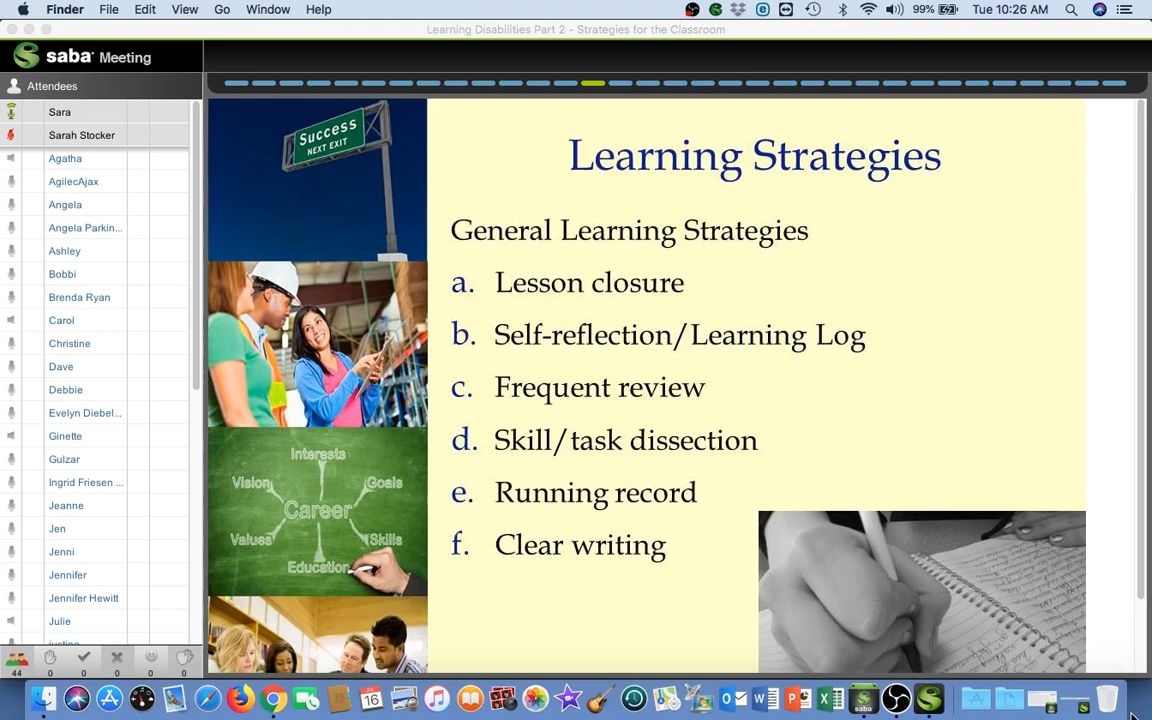 Finder File Edit View Go Window Help
99% Tue 10:26 AM
Learning Disabilities Part 2 - Strategies for the Classroom
saba Meeting
Attendees
Sara
Sarah Stocker
Agatha
AgilecAjax
Angela
Angela Parkin...
Ashley
Bobbi
Brenda Ryan
Carol
Christine
Dave
Debbie
Evelyn Diebel...
Ginette
Gulzar
Ingrid Friesen ...
Jeanne
Jen
Jenni
Jennifer
Jennifer Hewitt
Julie
44 0 0 0 0 0
Success
NEXT EXIT
Interests
Vision
Goals
Career
Values
Skills
Education
Learning Strategies
General Learning Strategies
a. Lesson closure
b. Self-reflection/Learning Log
c. Frequent review
d. Skill/task dissection
e. Running record
f. Clear writing
16
saba